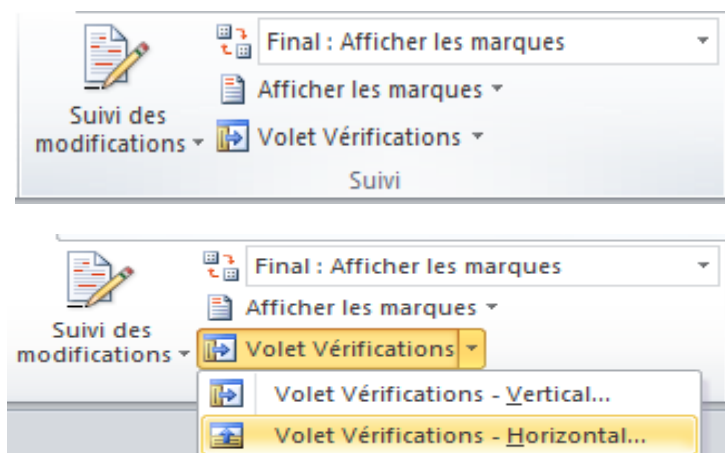 Final : Afficher les marques
Afficher les marques
Suivi des
modifications
Volet Vérifications
Suivi
Final : Afficher les marques
Afficher les marques
Suivi des
modifications
Volet Vérifications
Volet Vérifications - Vertical...
Volet Vérifications - Horizontal...